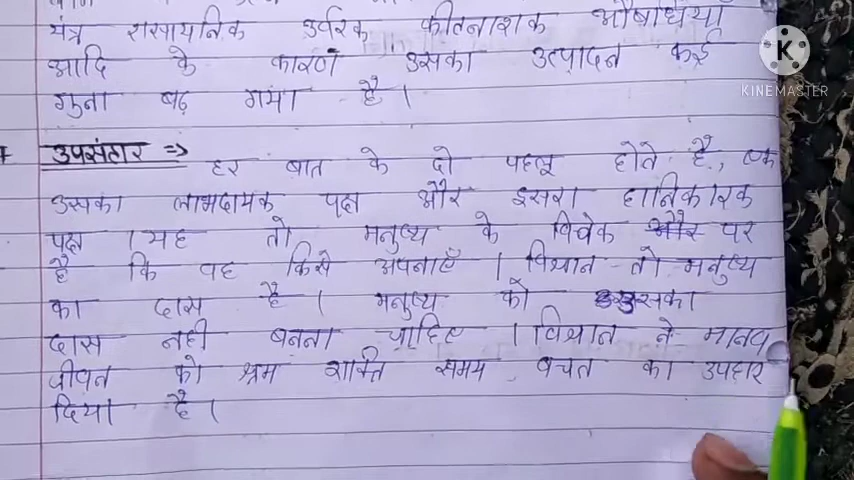 यंत्र रासायनिक उर्वरक कीटनाशक औषधियाँ
आदि के कारण उसका उत्पादन कई
गुना बढ़ गया है।
K
KINEMASTER
उपसंहार => हर बात के दो पहलू होते है, एक
उसका लाभदायक पक्ष और दुसरा हानिकारक
पक्ष । यह तो मनुष्य के विवेक पर
है कि वह किसे अपनाएँ । विज्ञान तो मनुष्य
का दास है । मनुष्य को उसका
दास नही बनना चाहिए । विज्ञान ने मानव
जीवन को श्रम शक्ति समय बचत का उपहार
दिया है।